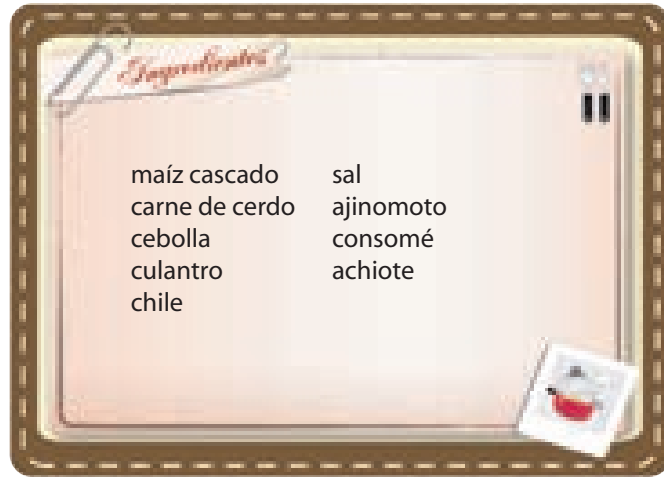 Ingredientes
maíz cascado
carne de cerdo
cebolla
culantro
chile
sal
ajinomoto
consomé
achiote